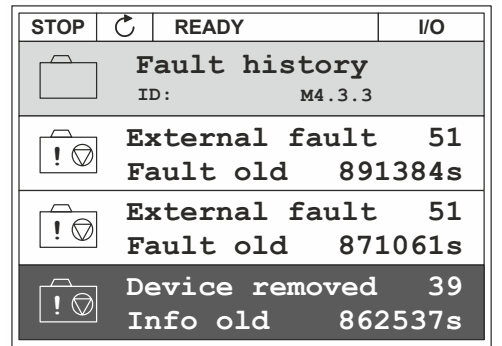 STOP READY I/O
Fault history
ID: M4.3.3
External fault 51
Fault old 891384s
External fault 51
Fault old 871061s
Device removed 39
Info old 862537s